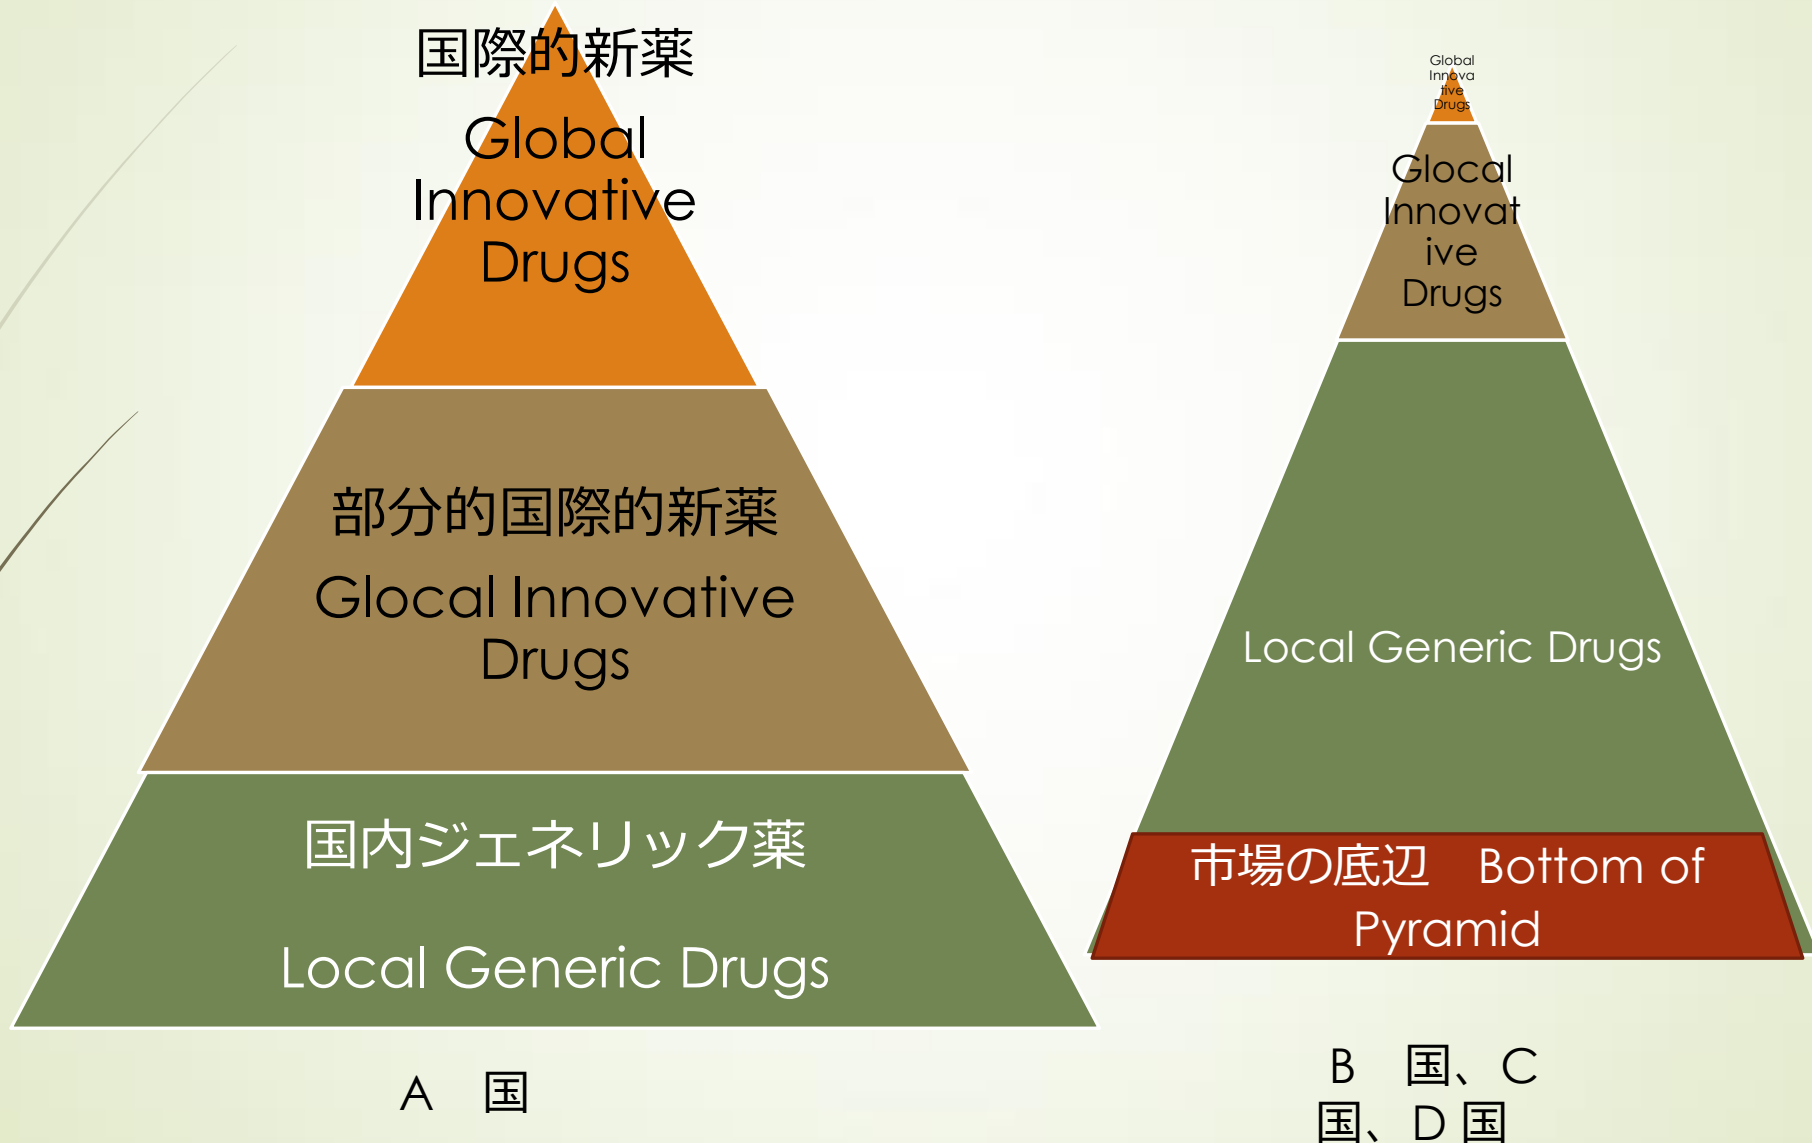 国際的新薬
Global
Innovative
Drugs
部分的国際的新薬
Glocal Innovative
Drugs
国内ジェネリック薬
Local Generic Drugs
A　国
Global
Innova
tive
Drugs
Glocal
Innovat
ive
Drugs
Local Generic Drugs
市場の底辺　Bottom of
Pyramid
B　国、C
国、D 国